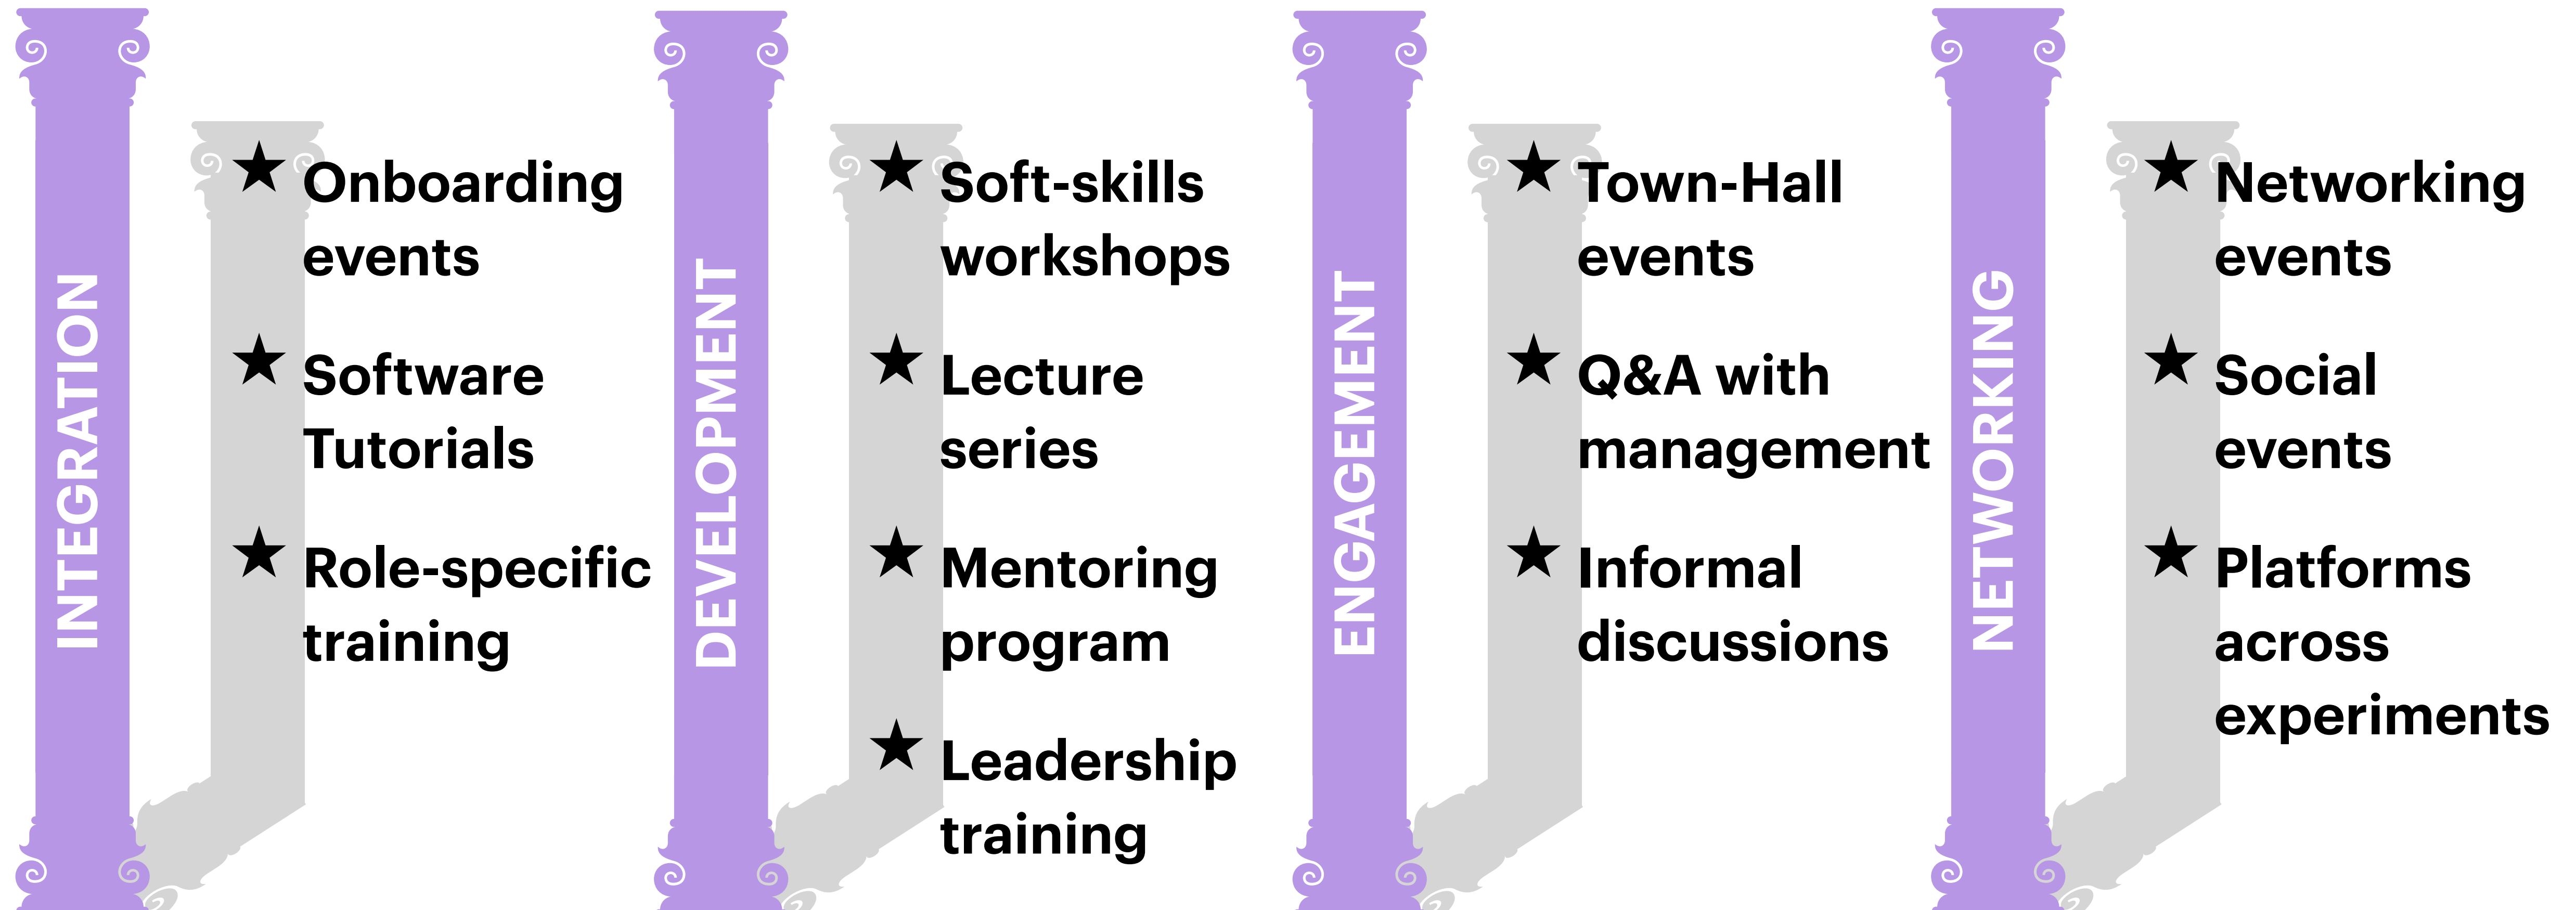 INTEGRATION
Onboarding
events
Software
Tutorials
Role-specific
training
DEVELOPMENT
Soft-skills
workshops
Lecture
series
Mentoring
program
Leadership
training
ENGAGEMENT
Town-Hall
events
Q&A with
management
Informal
discussions
NETWORKING
Networking
events
Social
events
Platforms
across
experiments